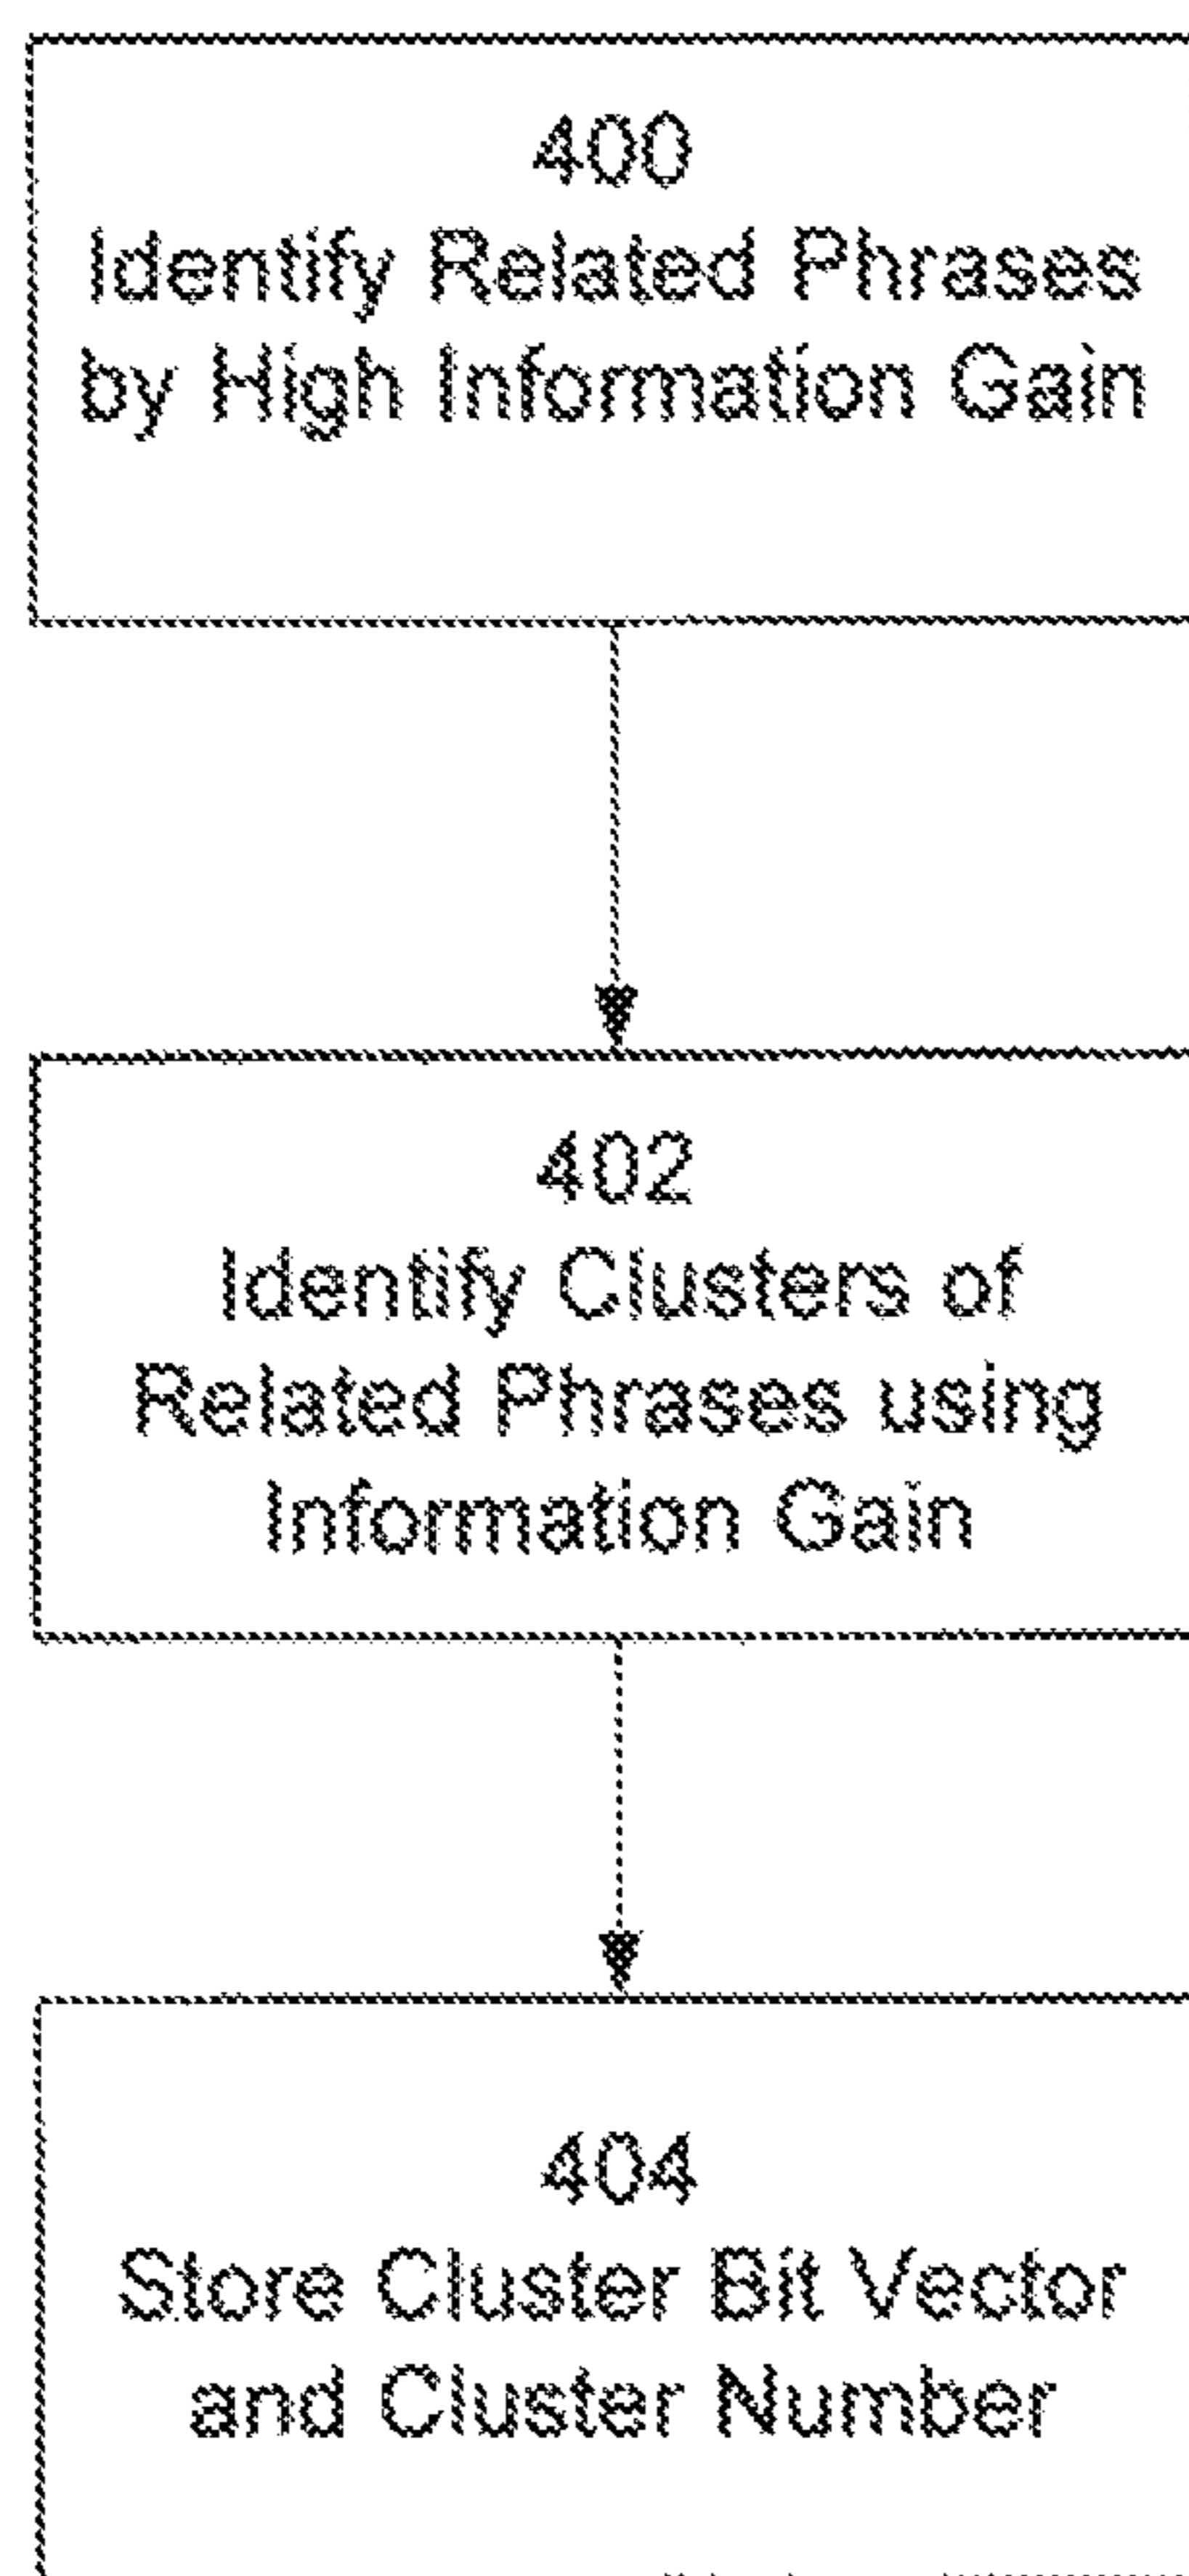 400
Identify Related Phrases
by High Information Gain
402
Identify Clusters of
Related Phrases using
Information Gain
404
Store Cluster Bit Vector
and Cluster Number